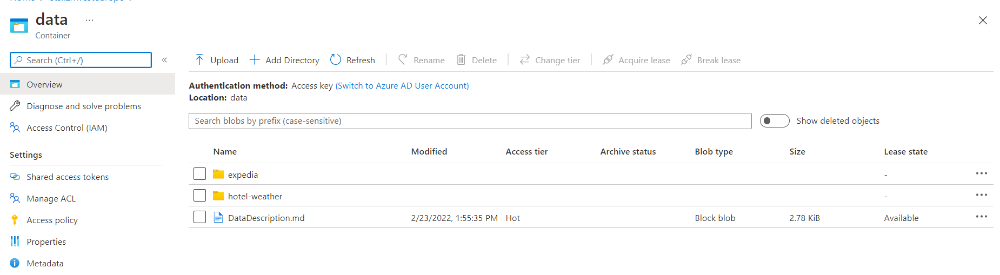 data ...
Container
Search (Ctrl+/)
«
Upload
Add Directory
Refresh
Rename
Delete
Change tier
Acquire lease
Break lease
Overview
Diagnose and solve problems
Access Control (IAM)
Settings
Shared access tokens
Manage ACL
Access policy
Properties
Metadata
Authentication method: Access key (Switch to Azure AD User Account)
Location: data
Search blobs by prefix (case-sensitive)
Show deleted objects
Name Modified Access tier Archive status Blob type Size Lease state
expedia - ...
hotel-weather - ...
DataDescription.md 2/23/2022, 1:55:35 PM Hot Block blob 2.78 KiB Available ...